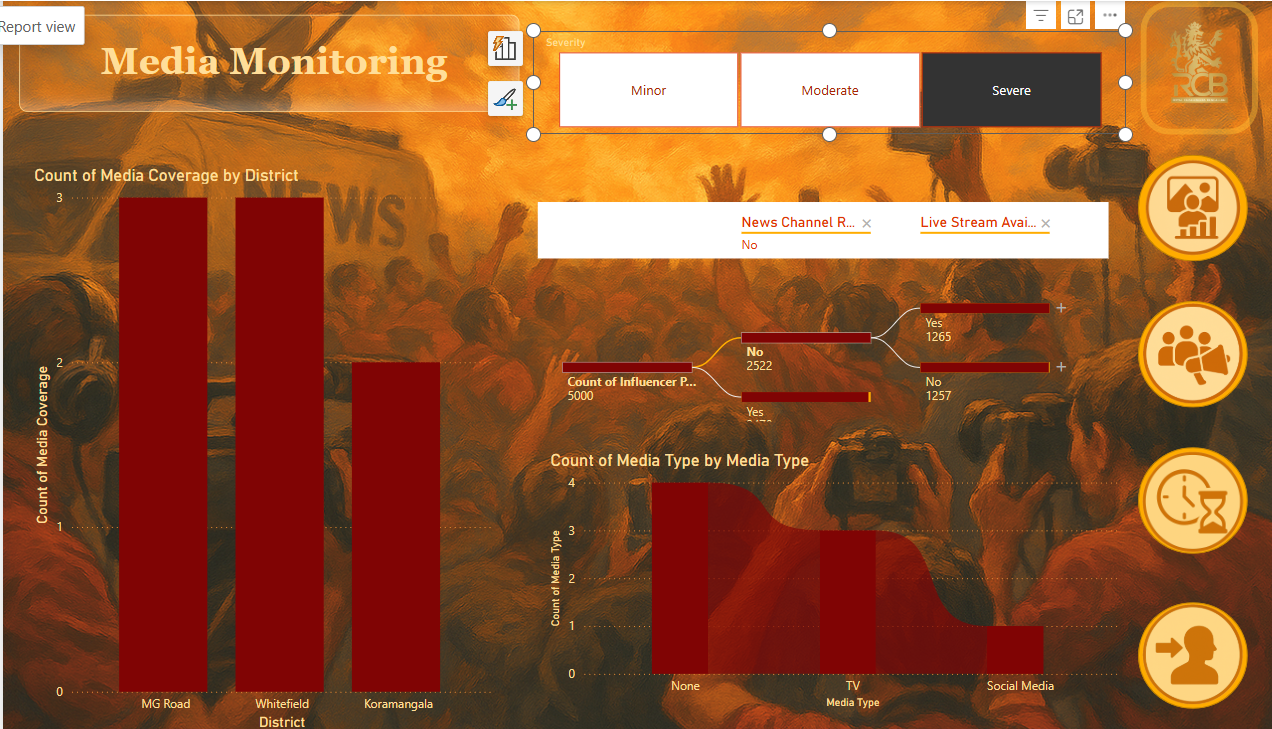 Report view
Media Monitoring
Severity
Minor
Moderate
Severe
RCB
NEWS
Count of Media Coverage by District
Count of Media Coverage
3
2
1
0
MG Road
Whitefield
Koramangala
District
News Channel R... ×
Live Stream Avai... ×
No
Count of Influencer P...
5000
No
2522
Yes
Yes
1265
No
1257
Count of Media Type by Media Type
Count of Media Type
4
3
2
1
0
None
TV
Social Media
Media Type